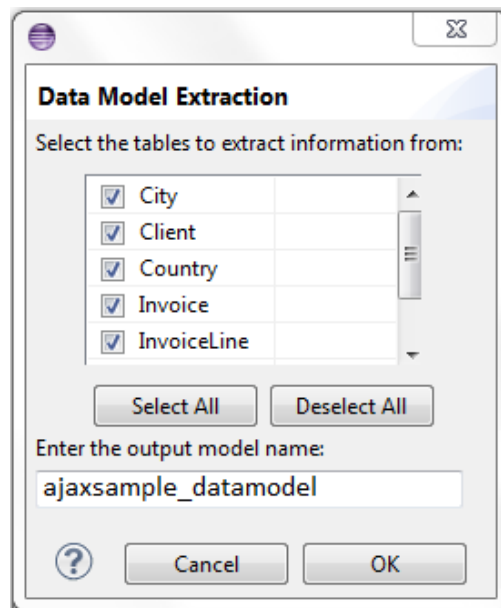 Data Model Extraction
Select the tables to extract information from:
City
Client
Country
Invoice
InvoiceLine
Select All Deselect All
Enter the output model name:
ajaxsample_datamodel
? Cancel OK